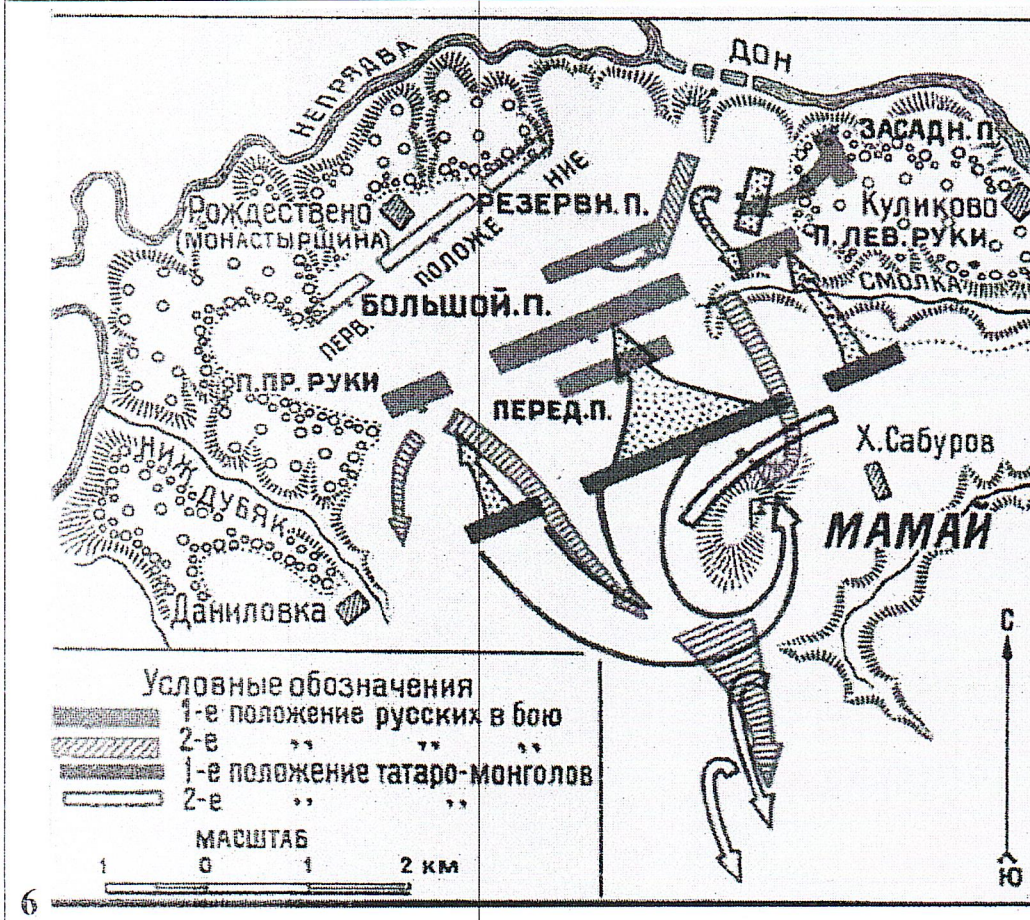 НЕПРЯДВА
ДОН
ЗАСАДН. П.
Рождествено
(МОНАСТЫРЩИНА)
ПЕРВ. ПОЛОЖЕНИЕ
РЕЗЕРВН. П.
Куликово
П. ЛЕВ. РУКИ
СМОЛКА
БОЛЬШОЙ. П.
П. ПР. РУКИ
ПЕРЕД. П.
Х. Сабуров
НИЖ. ДУБЯК
МАМАЙ
Даниловка
С
Ю
Условные обозначения
1-е положение русских в бою
2-е ,, ,, ,,
1-е положение татаро-монголов
2-е ,, ,,
МАСШТАБ
1 0 1 2 км
6